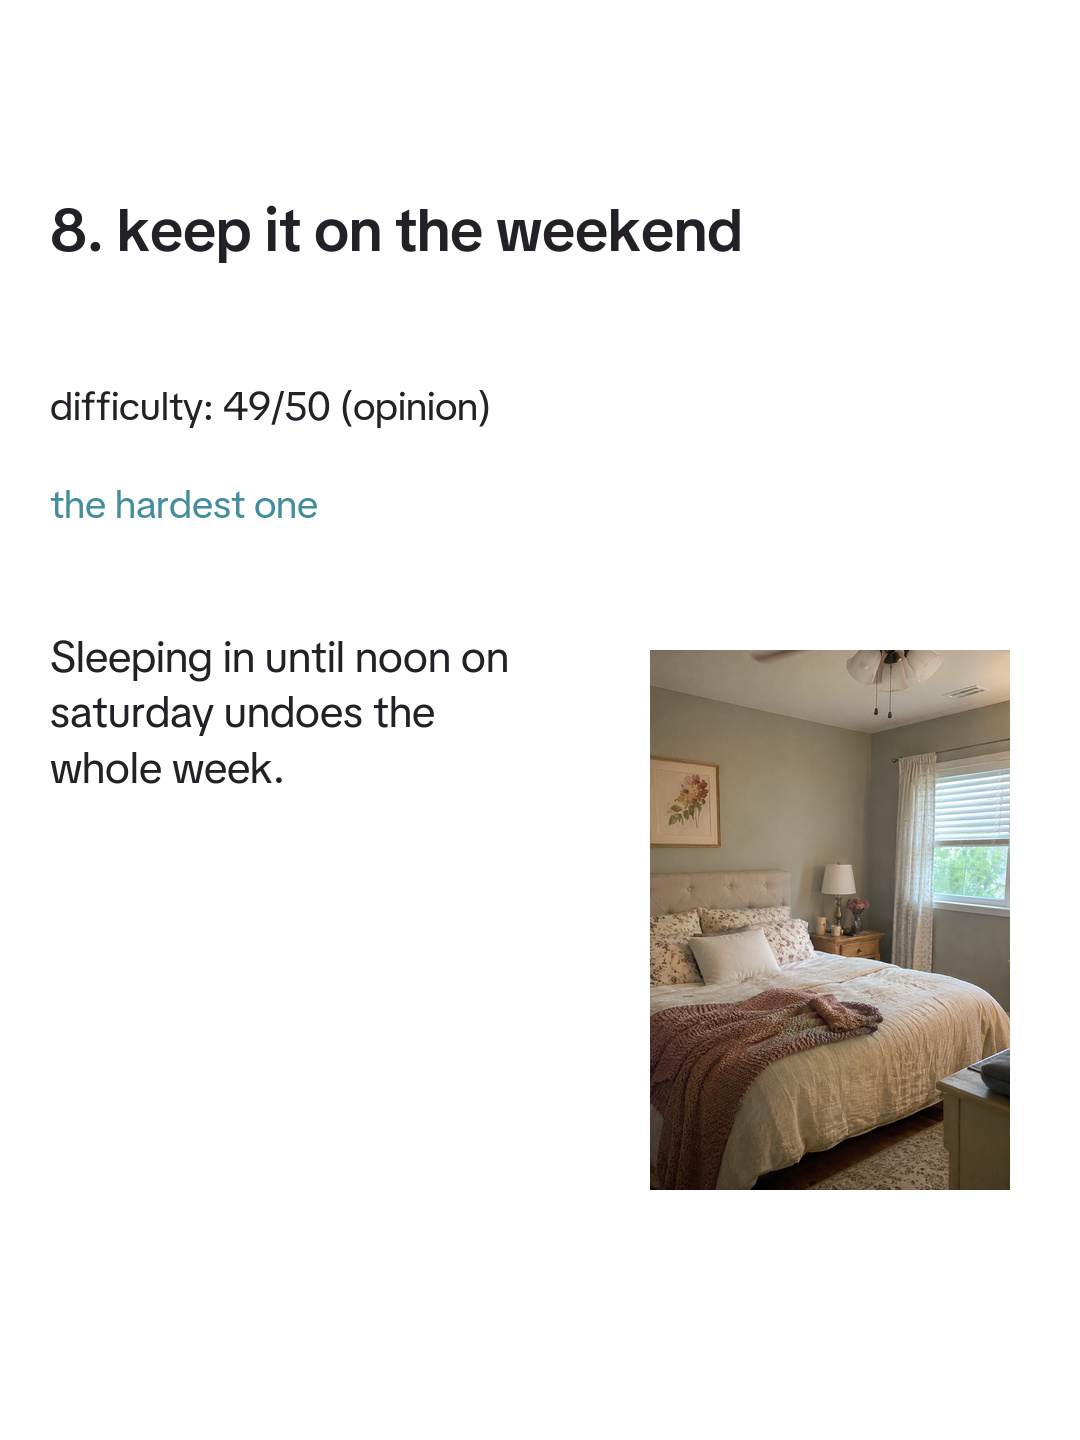 8. keep it on the weekend
difficulty: 49/50 (opinion)
the hardest one
Sleeping in until noon on
saturday undoes the
whole week.